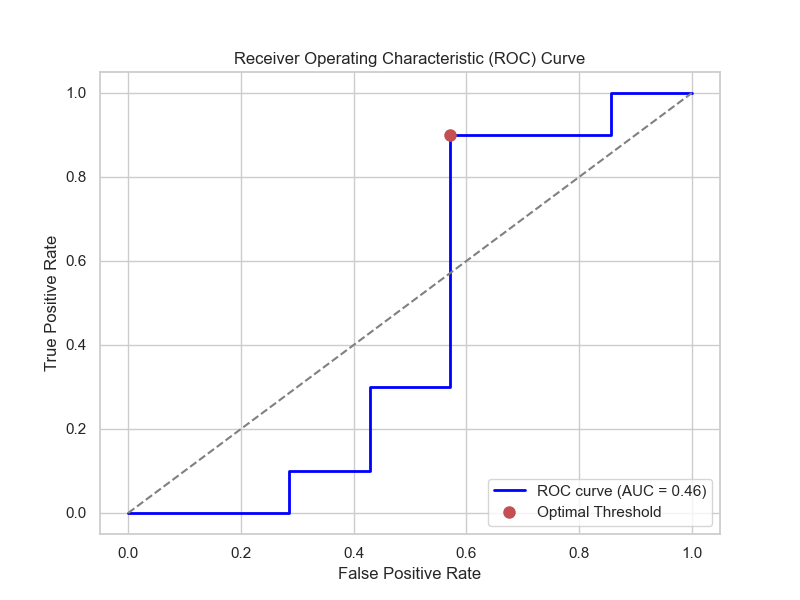 Receiver Operating Characteristic (ROC) Curve
1.0
0.8
0.6
0.4
0.2
0.0
True Positive Rate
0.0 0.2 0.4 0.6 0.8 1.0
False Positive Rate
ROC curve (AUC = 0.46)
Optimal Threshold